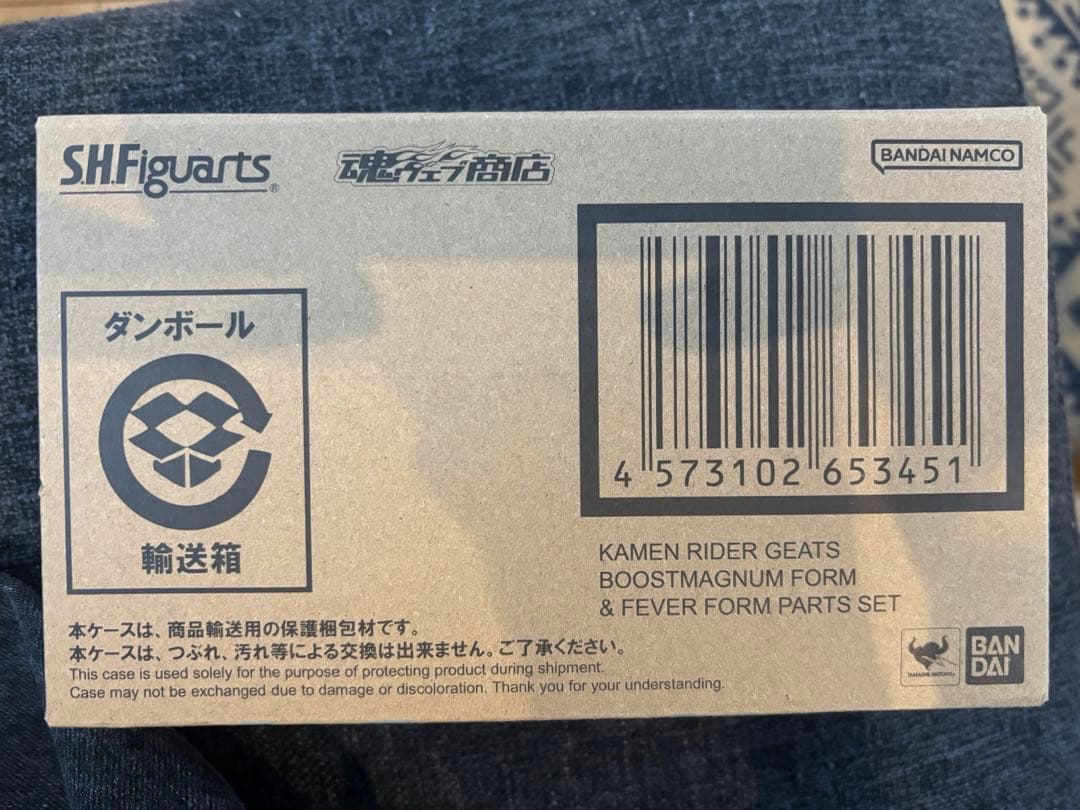 S.H.Figuarts®
魂ウェブ商店
BANDAI NAMCO
ダンボール
輸送箱
4 573102 653451
KAMEN RIDER GEATS
BOOSTMAGNUM FORM
& FEVER FORM PARTS SET
本ケースは、商品輸送用の保護梱包材です。
本ケースは、つぶれ、汚れ等による交換は出来ません。ご了承ください。
This case is used solely for the purpose of protecting product during shipment.
Case may not be exchanged due to damage or discoloration. Thank you for your understanding.
TAMASHII NATIONS
BAN
DAI